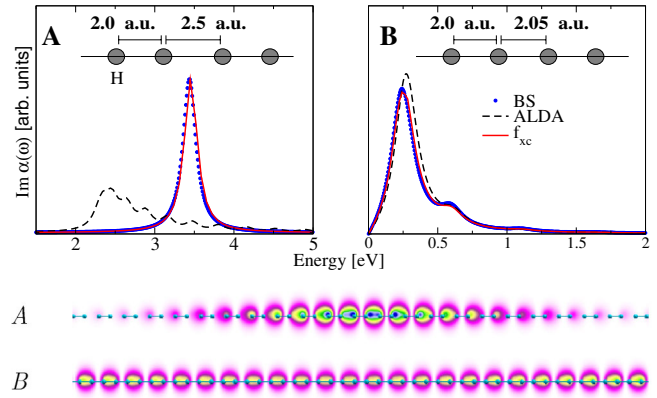 A
2.0 a.u.
2.5 a.u.
H
Im α(ω) [arb. units]
2
3
4
5
B
2.0 a.u.
2.05 a.u.
BS
ALDA
f_xc
0
0.5
1
1.5
2
Energy [eV]
A
B